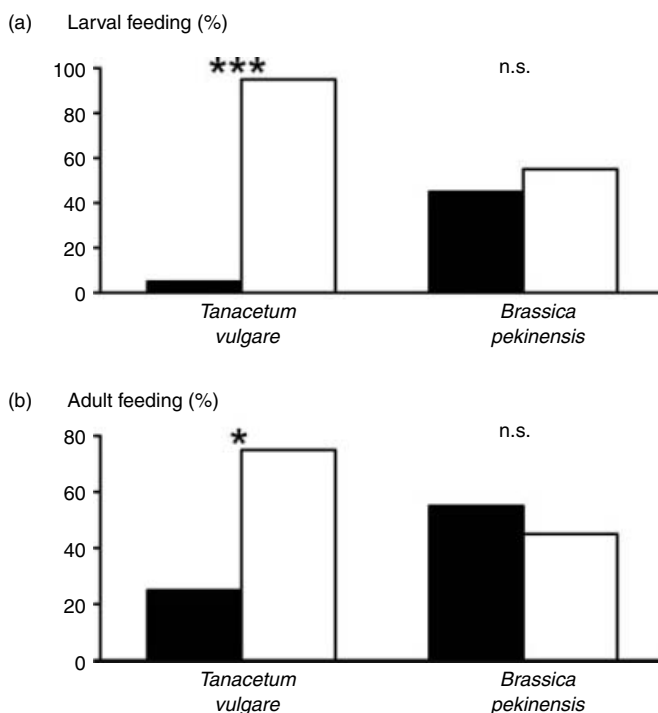 (a) Larval feeding (%)
100
80
60
40
20
0
*** n.s.
Tanacetum Brassica
vulgare pekinensis
(b) Adult feeding (%)
80
60
40
20
0
* n.s.
Tanacetum Brassica
vulgare pekinensis